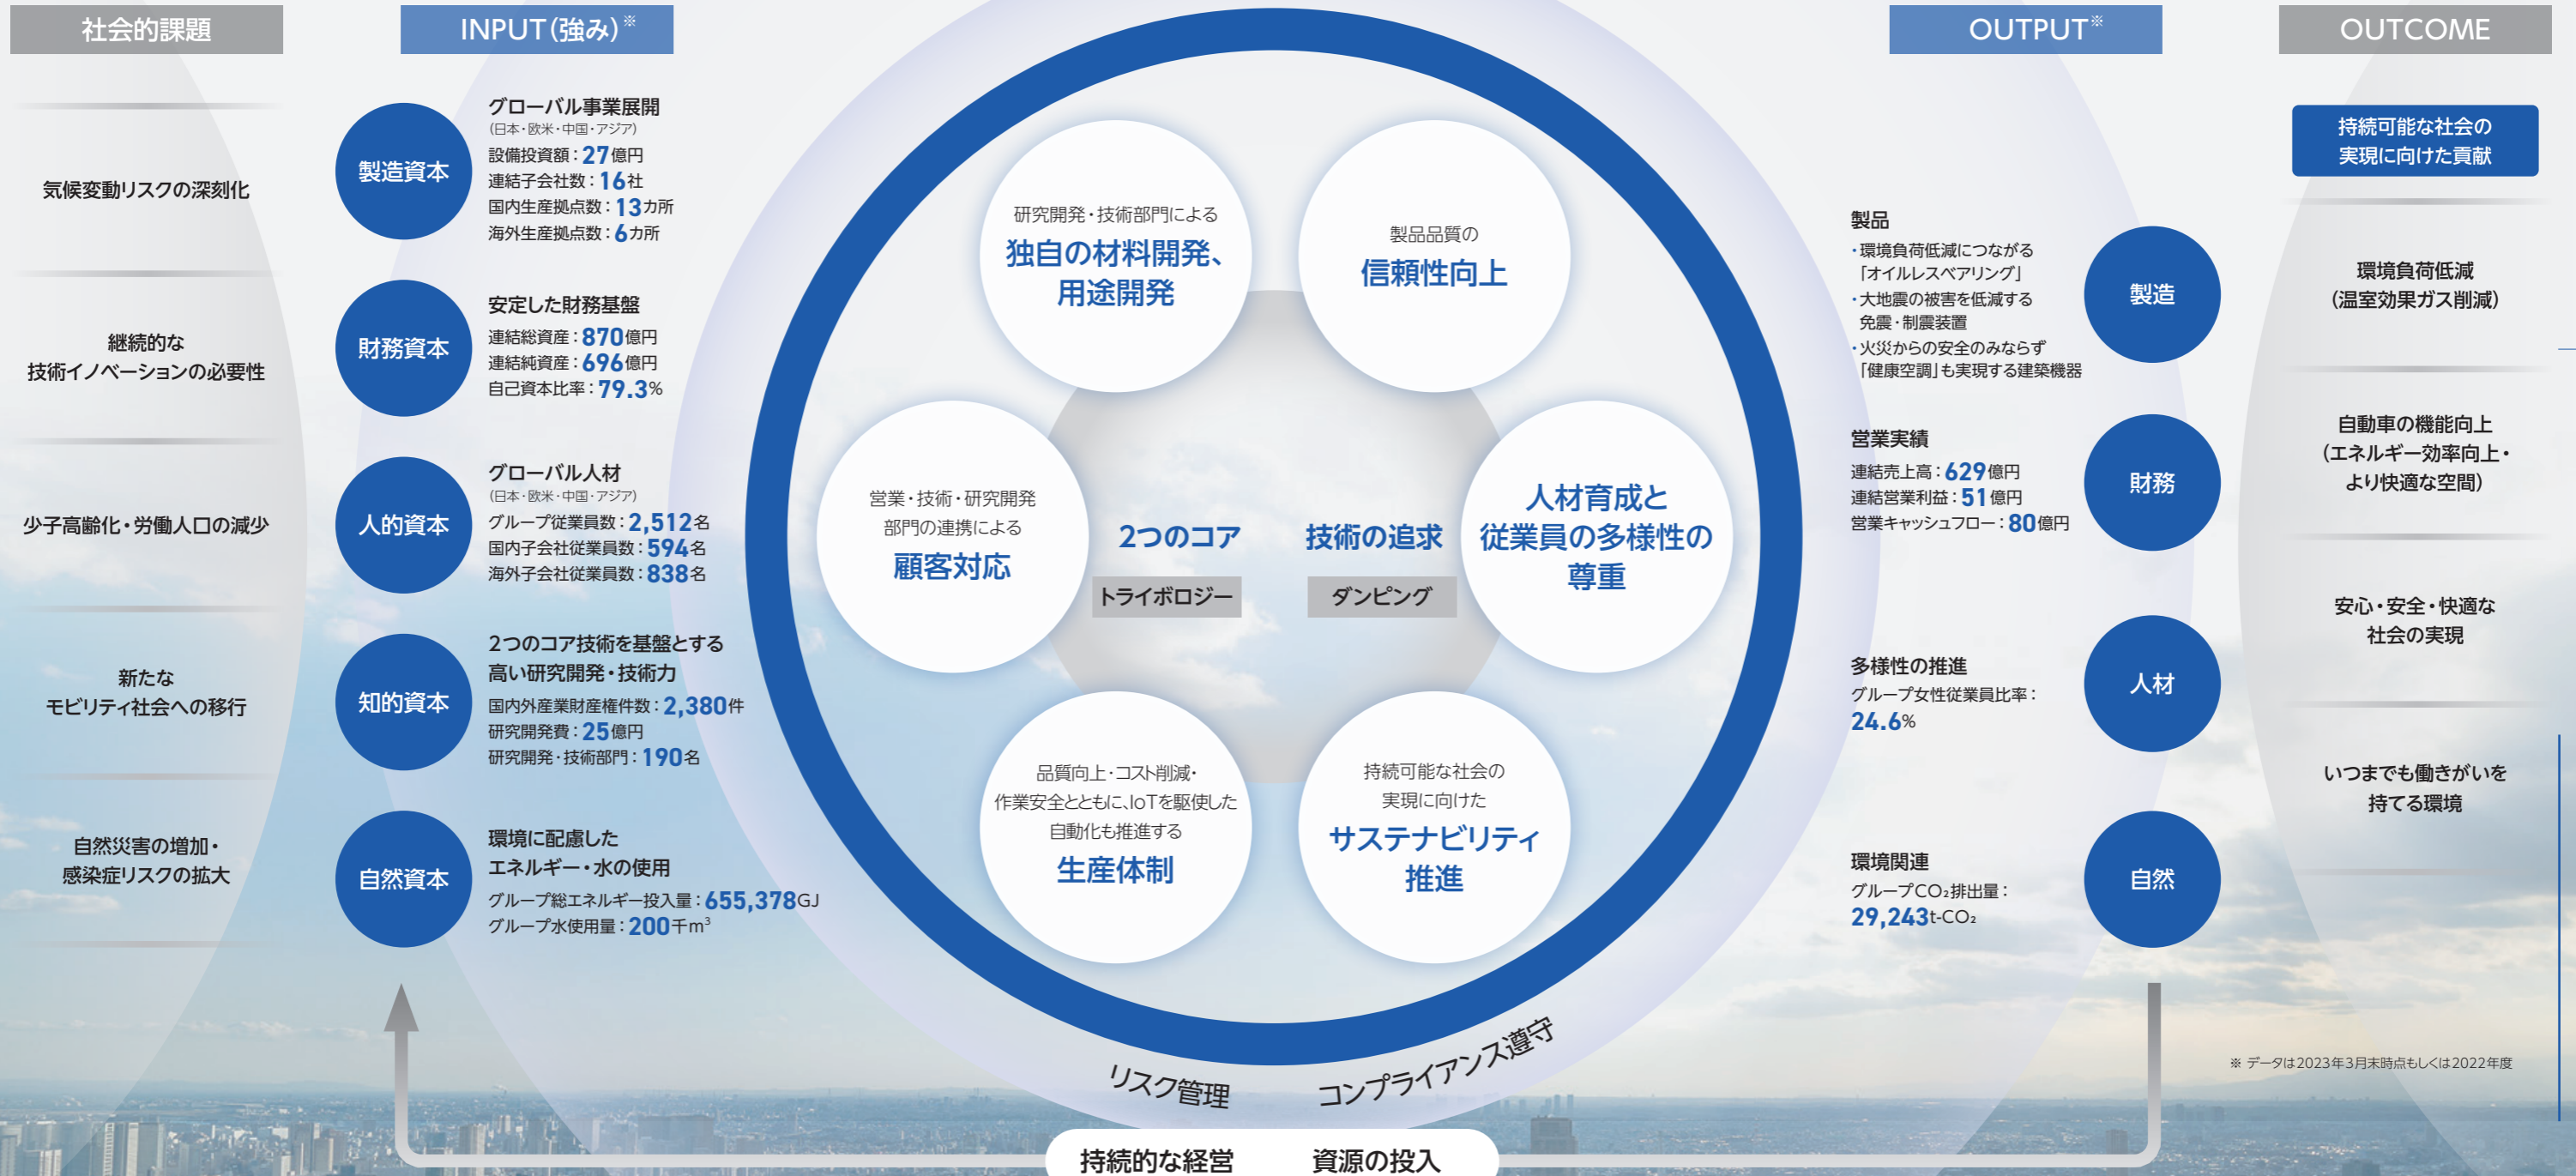 社会的課題
気候変動リスクの深刻化
継続的な
技術イノベーションの必要性
少子高齢化・労働人口の減少
新たな
モビリティ社会への移行
自然災害の増加・
感染症リスクの拡大
INPUT(強み)※
製造資本
グローバル事業展開
(日本・欧米・中国・アジア)
設備投資額：27億円
連結子会社数：16社
国内生産拠点数：13カ所
海外生産拠点数：6カ所
財務資本
安定した財務基盤
連結総資産：870億円
連結純資産：696億円
自己資本比率：79.3%
人的資本
グローバル人材
(日本・欧米・中国・アジア)
グループ従業員数：2,512名
国内子会社従業員数：594名
海外子会社従業員数：838名
知的資本
2つのコア技術を基盤とする
高い研究開発・技術力
国内外産業財産権件数：2,380件
研究開発費：25億円
研究開発・技術部門：190名
自然資本
環境に配慮した
エネルギー・水の使用
グループ総エネルギー投入量：655,378GJ
グループ水使用量：200千m³
研究開発・技術部門による
独自の材料開発、
用途開発
製品品質の
信頼性向上
営業・技術・研究開発
部門の連携による
顧客対応
2つのコア 技術の追求
トライボロジー
ダンピング
人材育成と
従業員の多様性の
尊重
品質向上・コスト削減・
作業安全とともに、IoTを駆使した
自動化も推進する
生産体制
持続可能な社会の
実現に向けた
サステナビリティ
推進
リスク管理
コンプライアンス遵守
持続的な経営 資源の投入
OUTPUT※
製品
・環境負荷低減につながる
「オイルレスベアリング」
・大地震の被害を低減する
免震・制震装置
・火災からの安全のみならず
「健康空調」も実現する建築機器
製造
営業実績
連結売上高：629億円
連結営業利益：51億円
営業キャッシュフロー：80億円
財務
多様性の推進
グループ女性従業員比率：
24.6%
人材
環境関連
グループCO₂排出量：
29,243t-CO₂
自然
OUTCOME
持続可能な社会の
実現に向けた貢献
環境負荷低減
(温室効果ガス削減)
自動車の機能向上
(エネルギー効率向上・
より快適な空間)
安心・安全・快適な
社会の実現
いつまでも働きがいを
持てる環境
※ データは2023年3月末時点もしくは2022年度